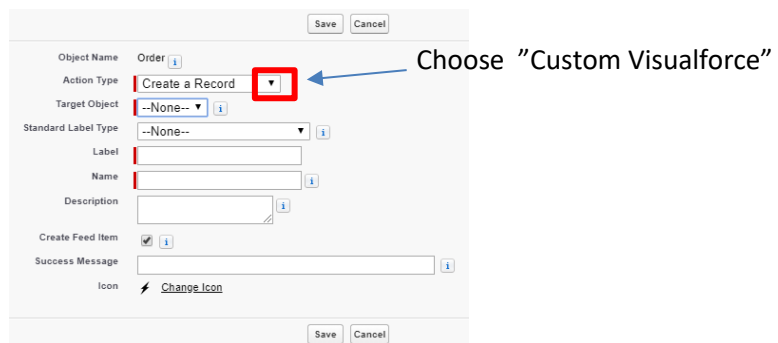 Save Cancel
Object Name Order i
Choose ”Custom Visualforce”
Action Type Create a Record
Target Object --None-- i
Standard Label Type --None-- i
Label
Name i
Description i
Create Feed Item i
Success Message i
Icon Change Icon
Save Cancel